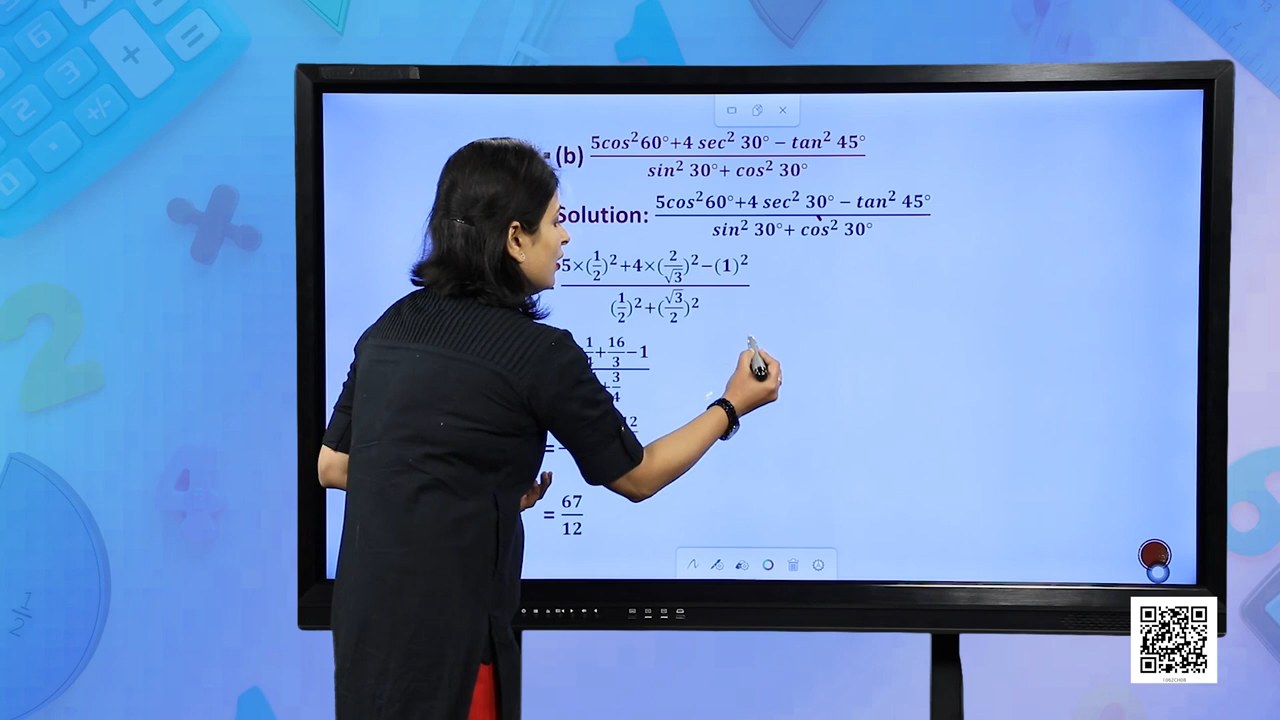 (b) 5cos²60°+4 sec² 30° − tan² 45°
sin² 30°+ cos² 30°
Solution: 5cos²60°+4 sec² 30° − tan² 45°
sin² 30°+ cos² 30°
5×(1/2)²+4×(2/√3)²−(1)²
(1/2)²+(√3/2)²
+16/3−1
3/4
12
=
= 67/12
1062CH08